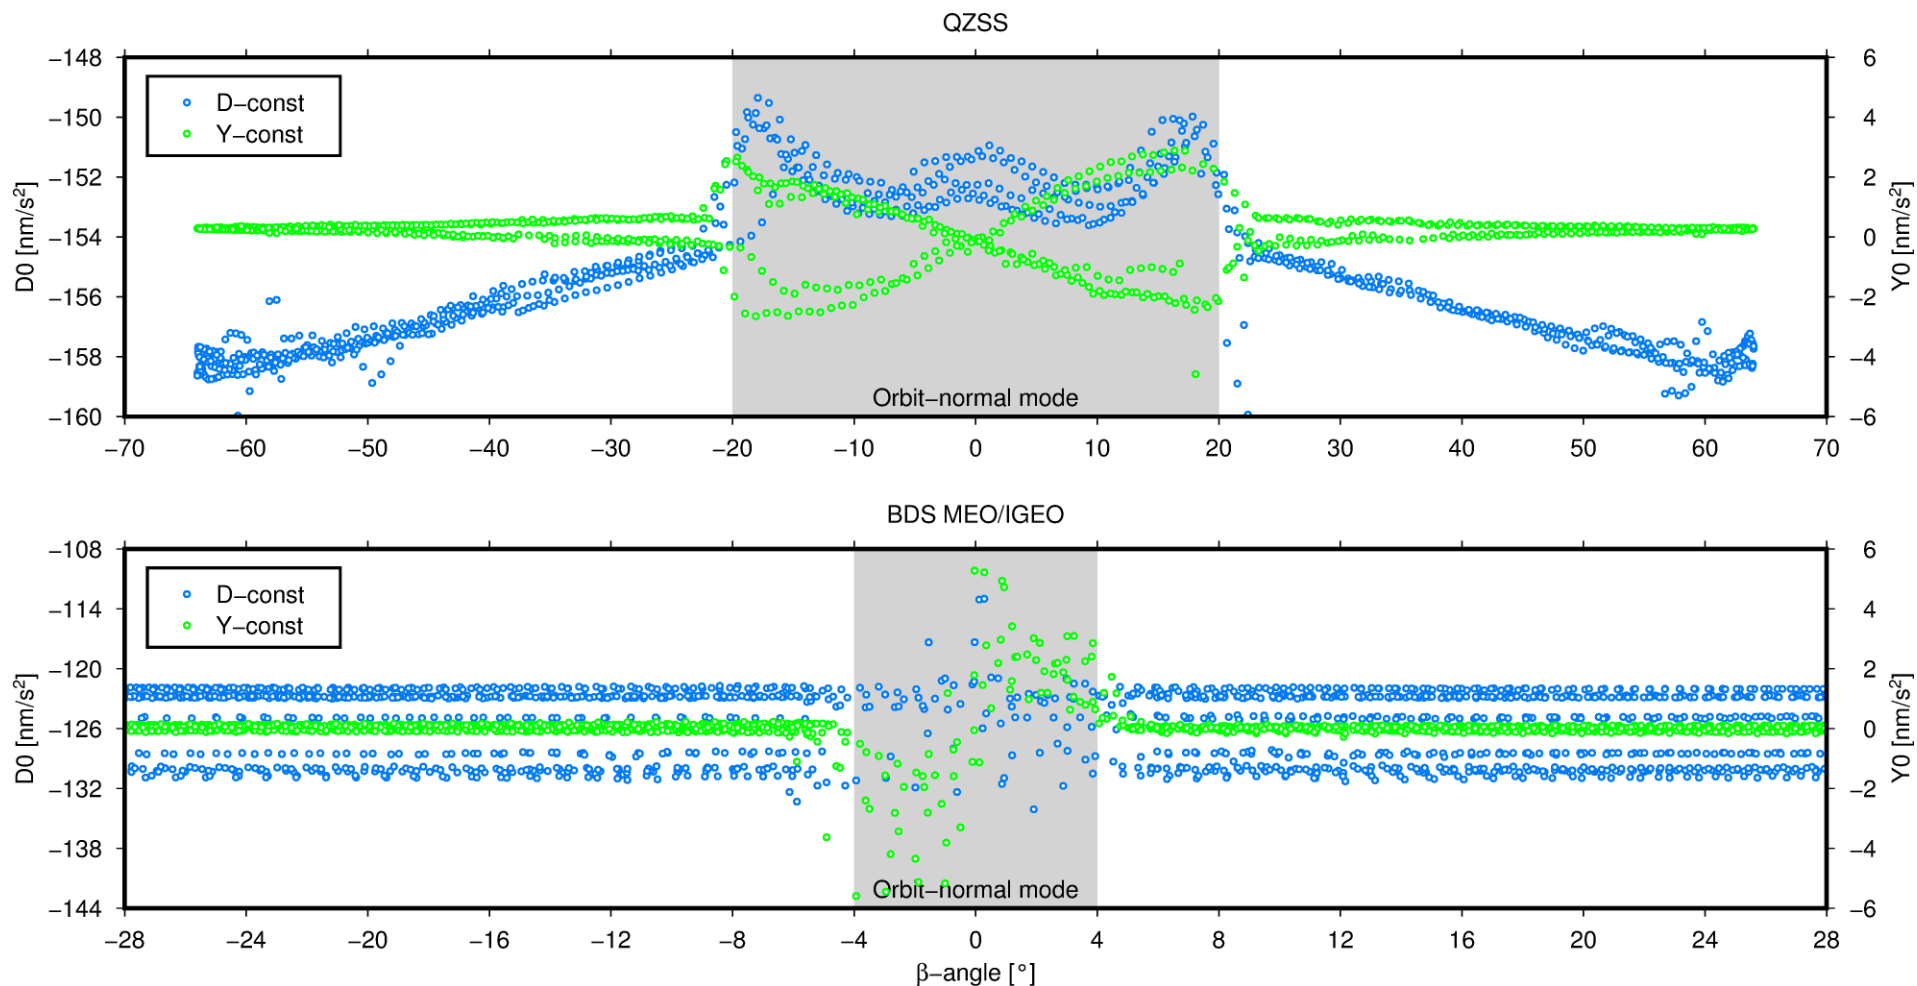 QZSS
−148
−150
−152
−154
−156
−158
−160
D0 [nm/s²]
D−const
Y−const
Orbit−normal mode
6
4
2
0
−2
−4
−6
Y0 [nm/s²]
−70 −60 −50 −40 −30 −20 −10 0 10 20 30 40 50 60 70
BDS MEO/IGEO
−108
−114
−120
−126
−132
−138
−144
D0 [nm/s²]
D−const
Y−const
Orbit−normal mode
6
4
2
0
−2
−4
−6
Y0 [nm/s²]
−28 −24 −20 −16 −12 −8 −4 0 4 8 12 16 20 24 28
β−angle [°]